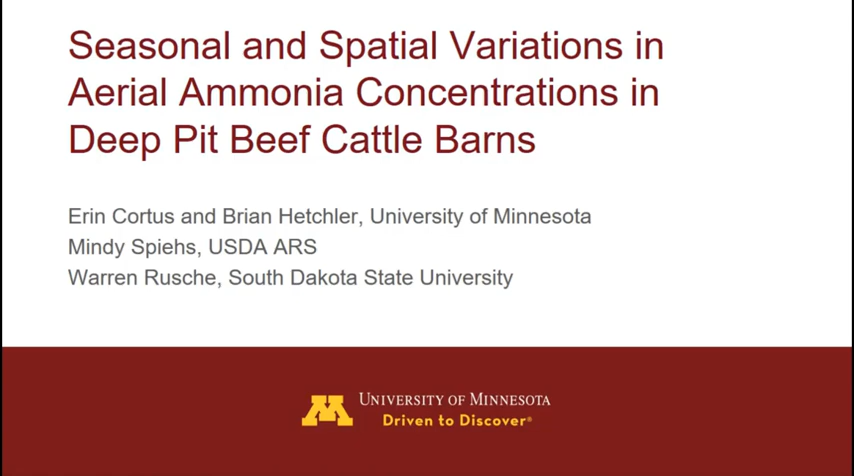 Seasonal and Spatial Variations in
Aerial Ammonia Concentrations in
Deep Pit Beef Cattle Barns
Erin Cortus and Brian Hetchler, University of Minnesota
Mindy Spiehs, USDA ARS
Warren Rusche, South Dakota State University
M
UNIVERSITY OF MINNESOTA
Driven to Discover®